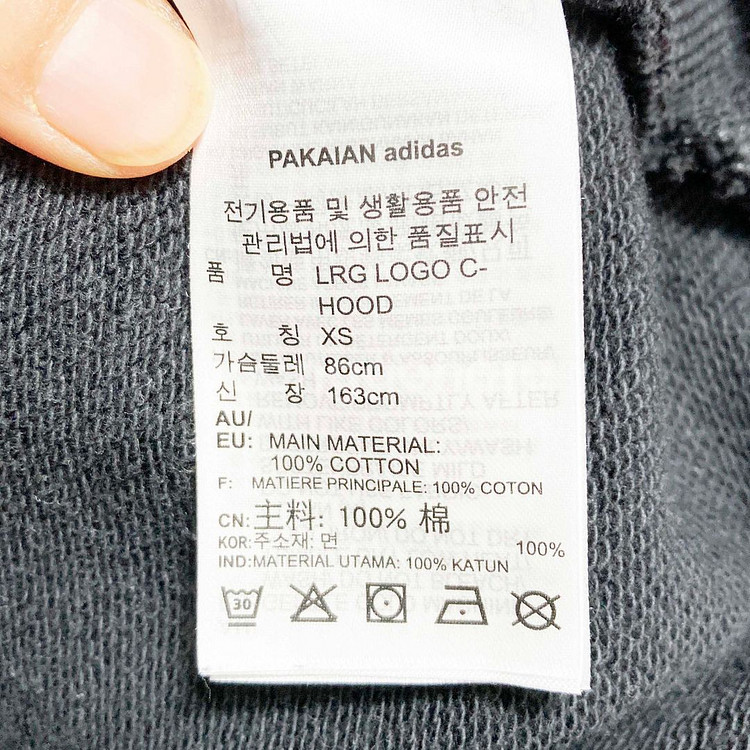 PAKAIAN adidas
전기용품 및 생활용품 안전
관리법에 의한 품질표시
품 명 LRG LOGO C-
HOOD
호 칭 XS
가슴둘레 86cm
신 장 163cm
AU/
EU: MAIN MATERIAL:
100% COTTON
F: MATIERE PRINCIPALE: 100% COTON
CN: 主料: 100% 棉
KOR:주소재: 면 100%
IND:MATERIAL UTAMA: 100% KATUN
30